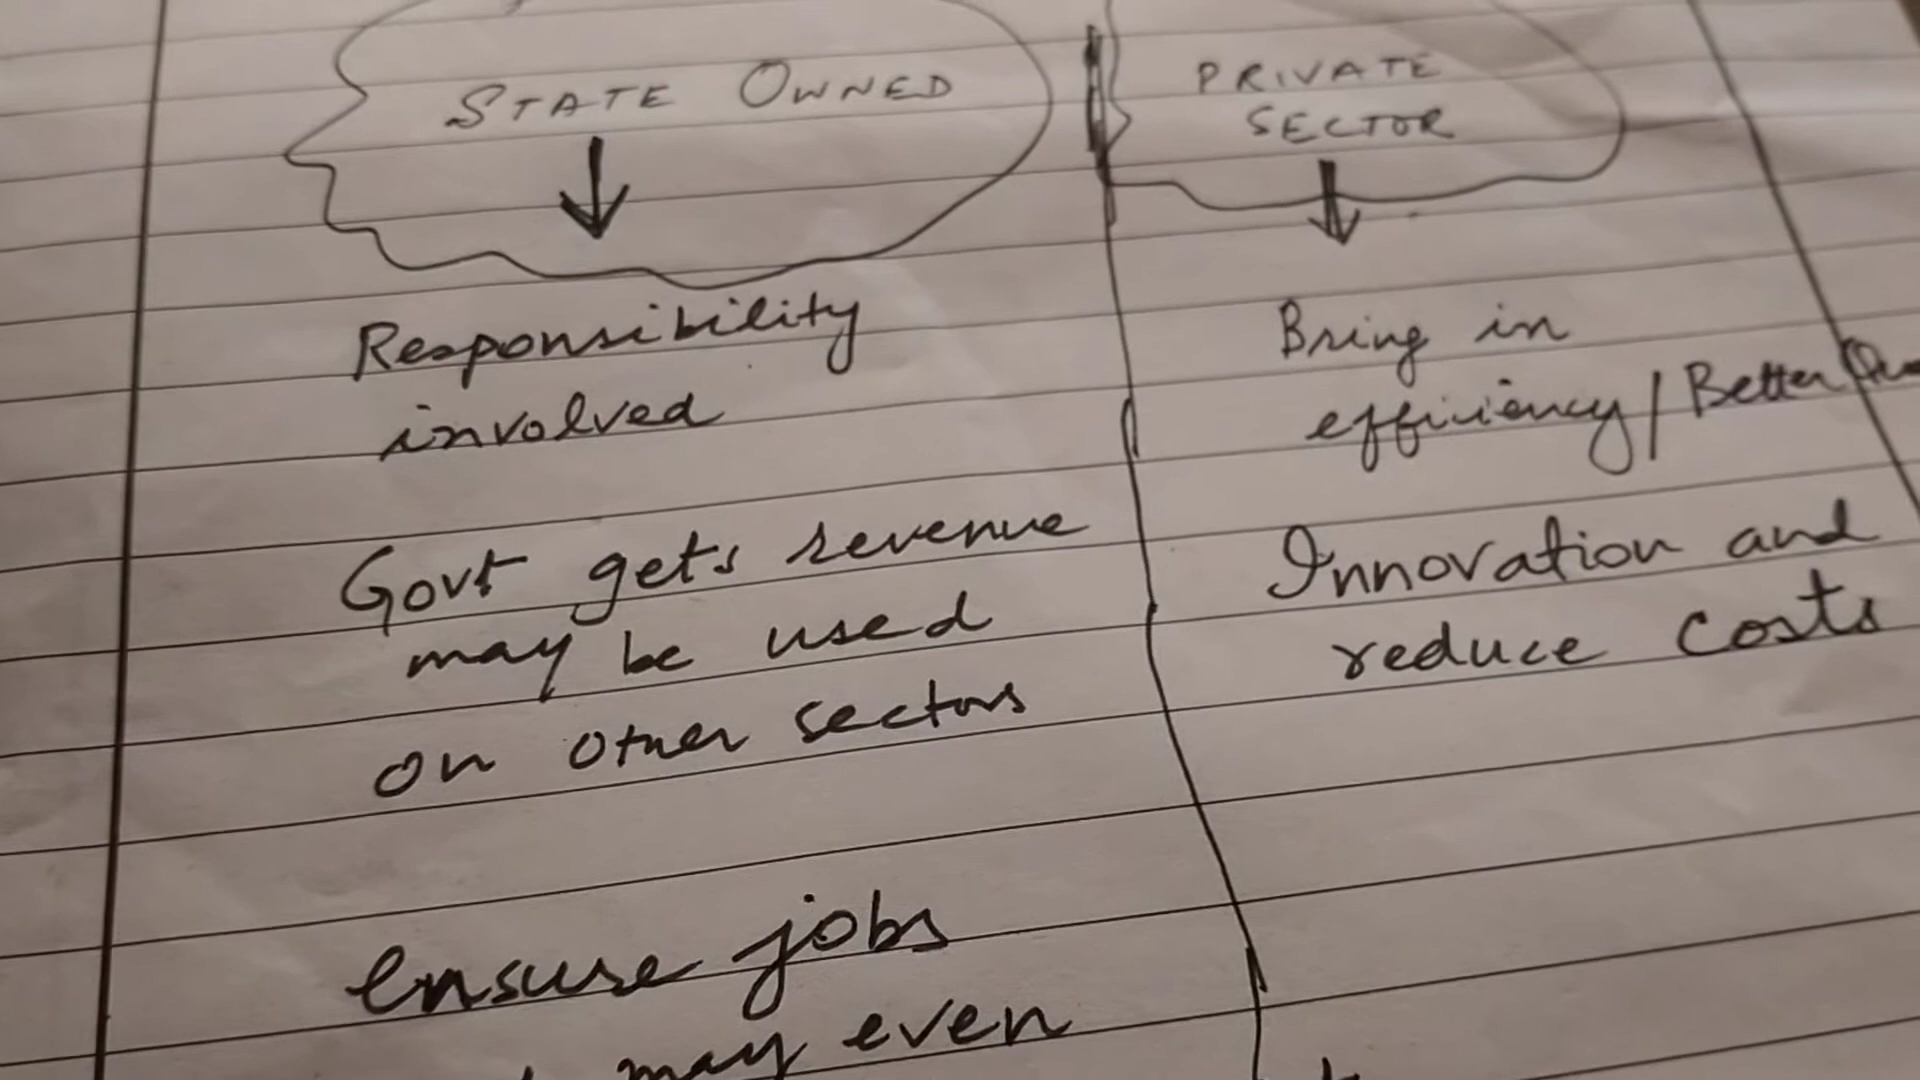 STATE OWNED
Responsibility
involved
Govt gets revenue
may be used
on other sectors
ensure jobs
may even
PRIVATE
SECTOR
Bring in
efficiency / Better
Innovation and
reduce costs